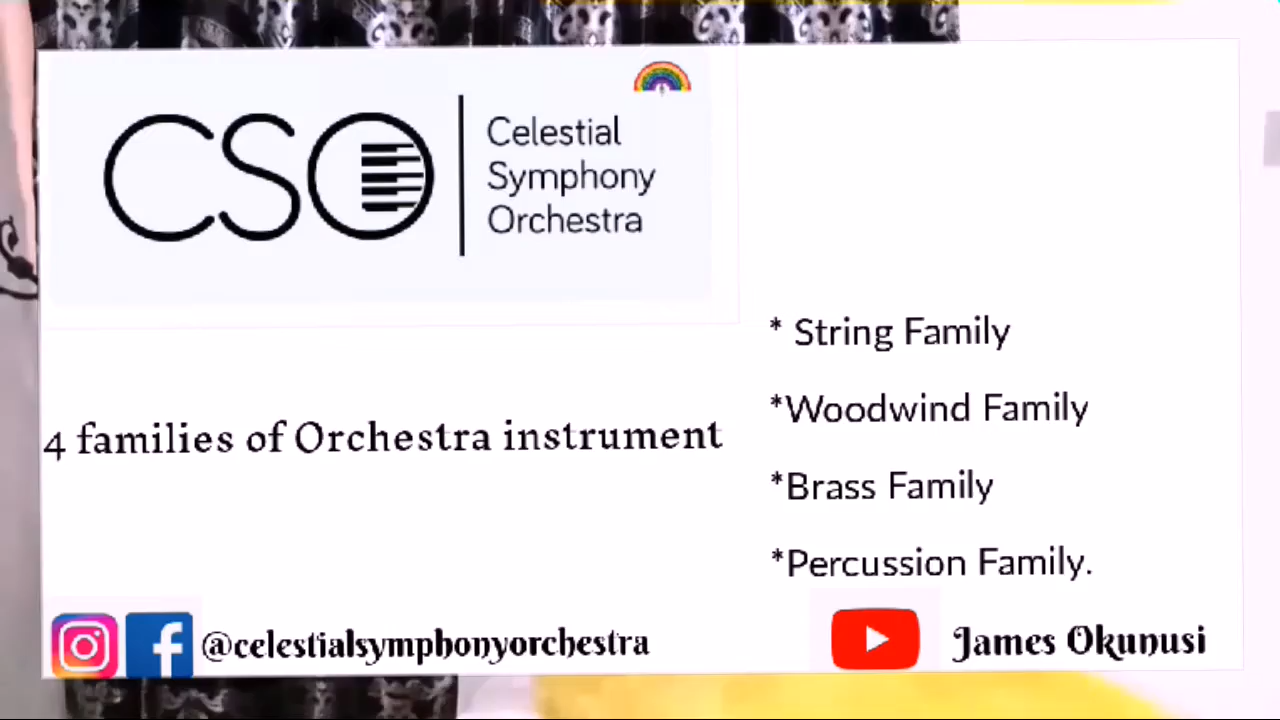 CSO
Celestial
Symphony
Orchestra
4 families of Orchestra instrument
* String Family
*Woodwind Family
*Brass Family
*Percussion Family.
@celestialsymphonyorchestra
James Okunusi